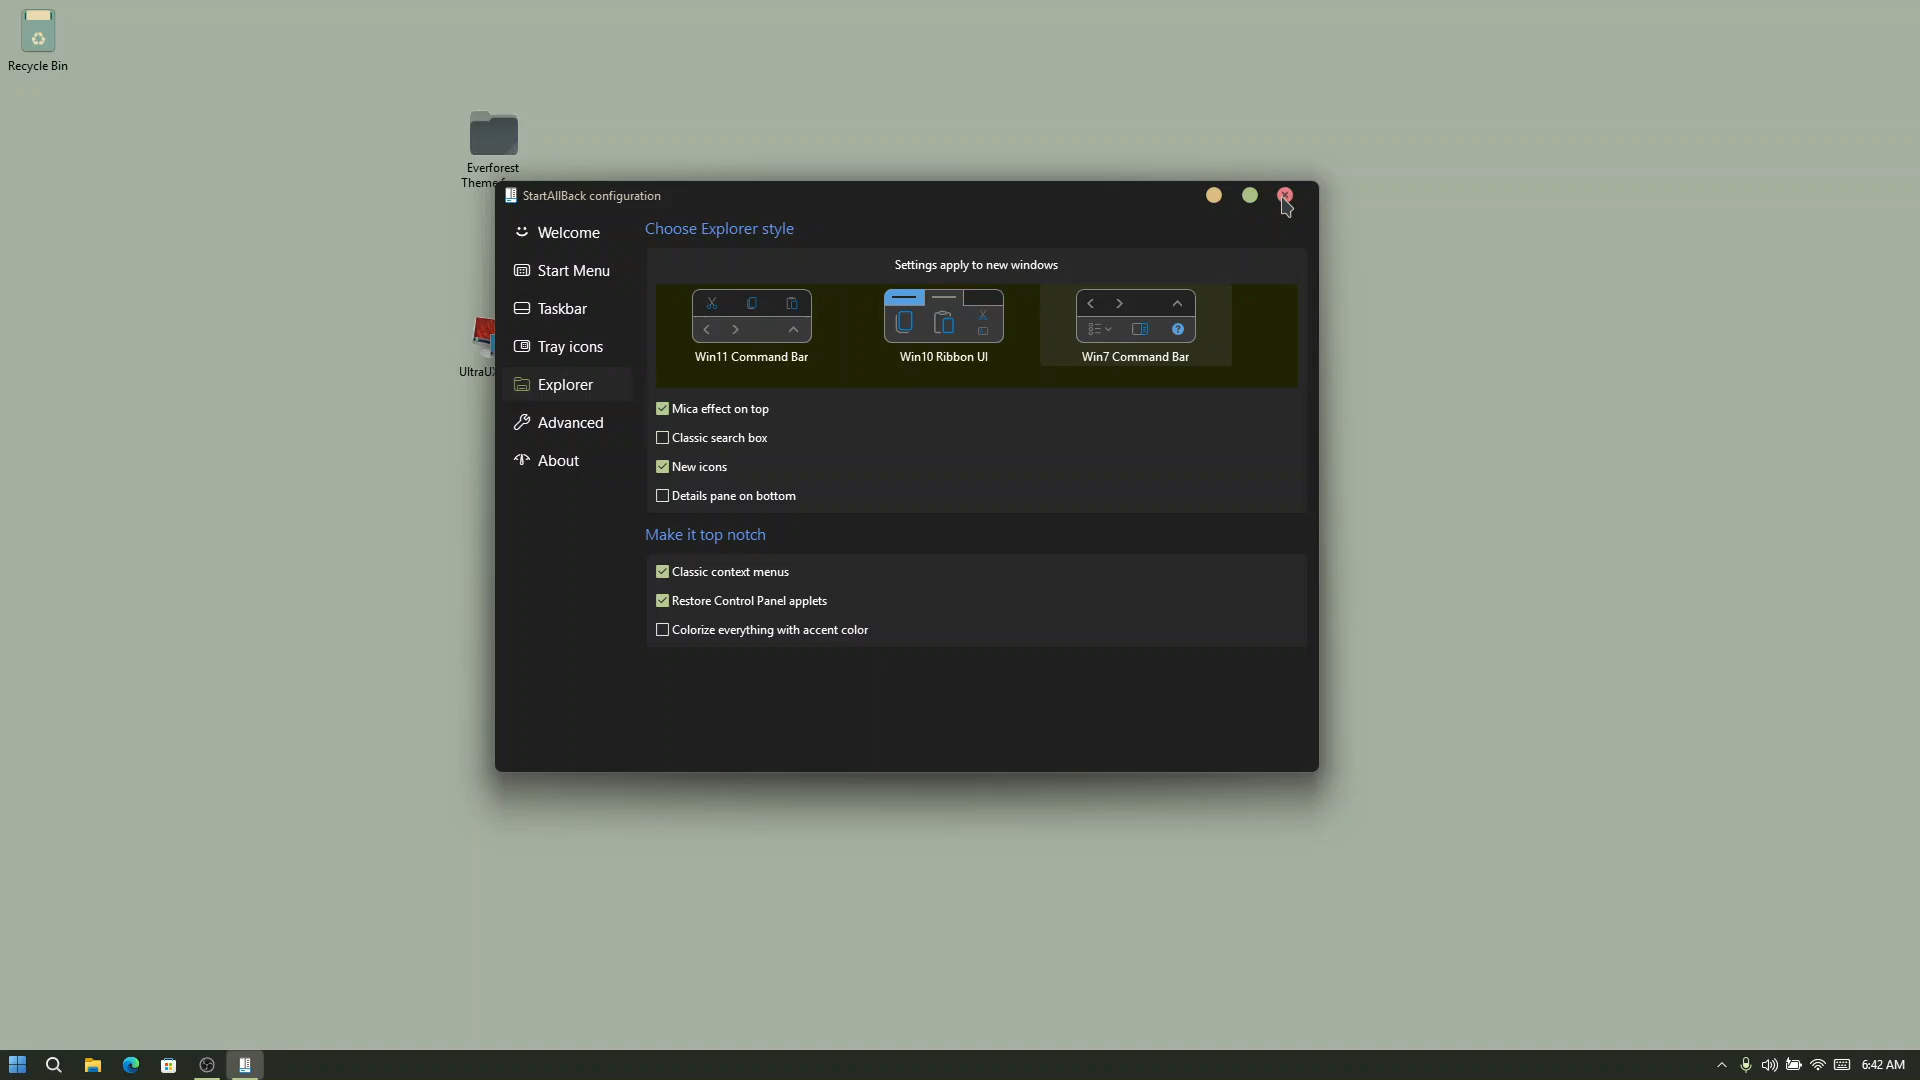 Recycle Bin
Everforest
StartAllBack configuration
Welcome
Start Menu
Taskbar
Tray icons
Explorer
Advanced
About
Choose Explorer style
Settings apply to new windows
Win11 Command Bar
Win10 Ribbon UI
Win7 Command Bar
Mica effect on top
Classic search box
New icons
Details pane on bottom
Make it top notch
Classic context menus
Restore Control Panel applets
Colorize everything with accent color
6:42 AM